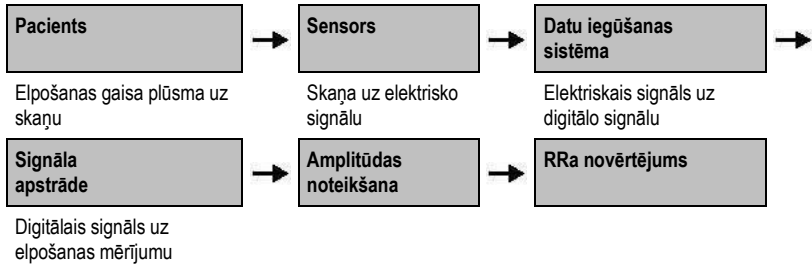 Pacients
Sensors
Datu iegūšanas
sistēma
Elpošanas gaisa plūsma uz
skaņu
Skaņa uz elektrisko
signālu
Elektriskais signāls uz
digitālo signālu
Signāla
apstrāde
Amplitūdas
noteikšana
RRa novērtējums
Digitālais signāls uz
elpošanas mērījumu